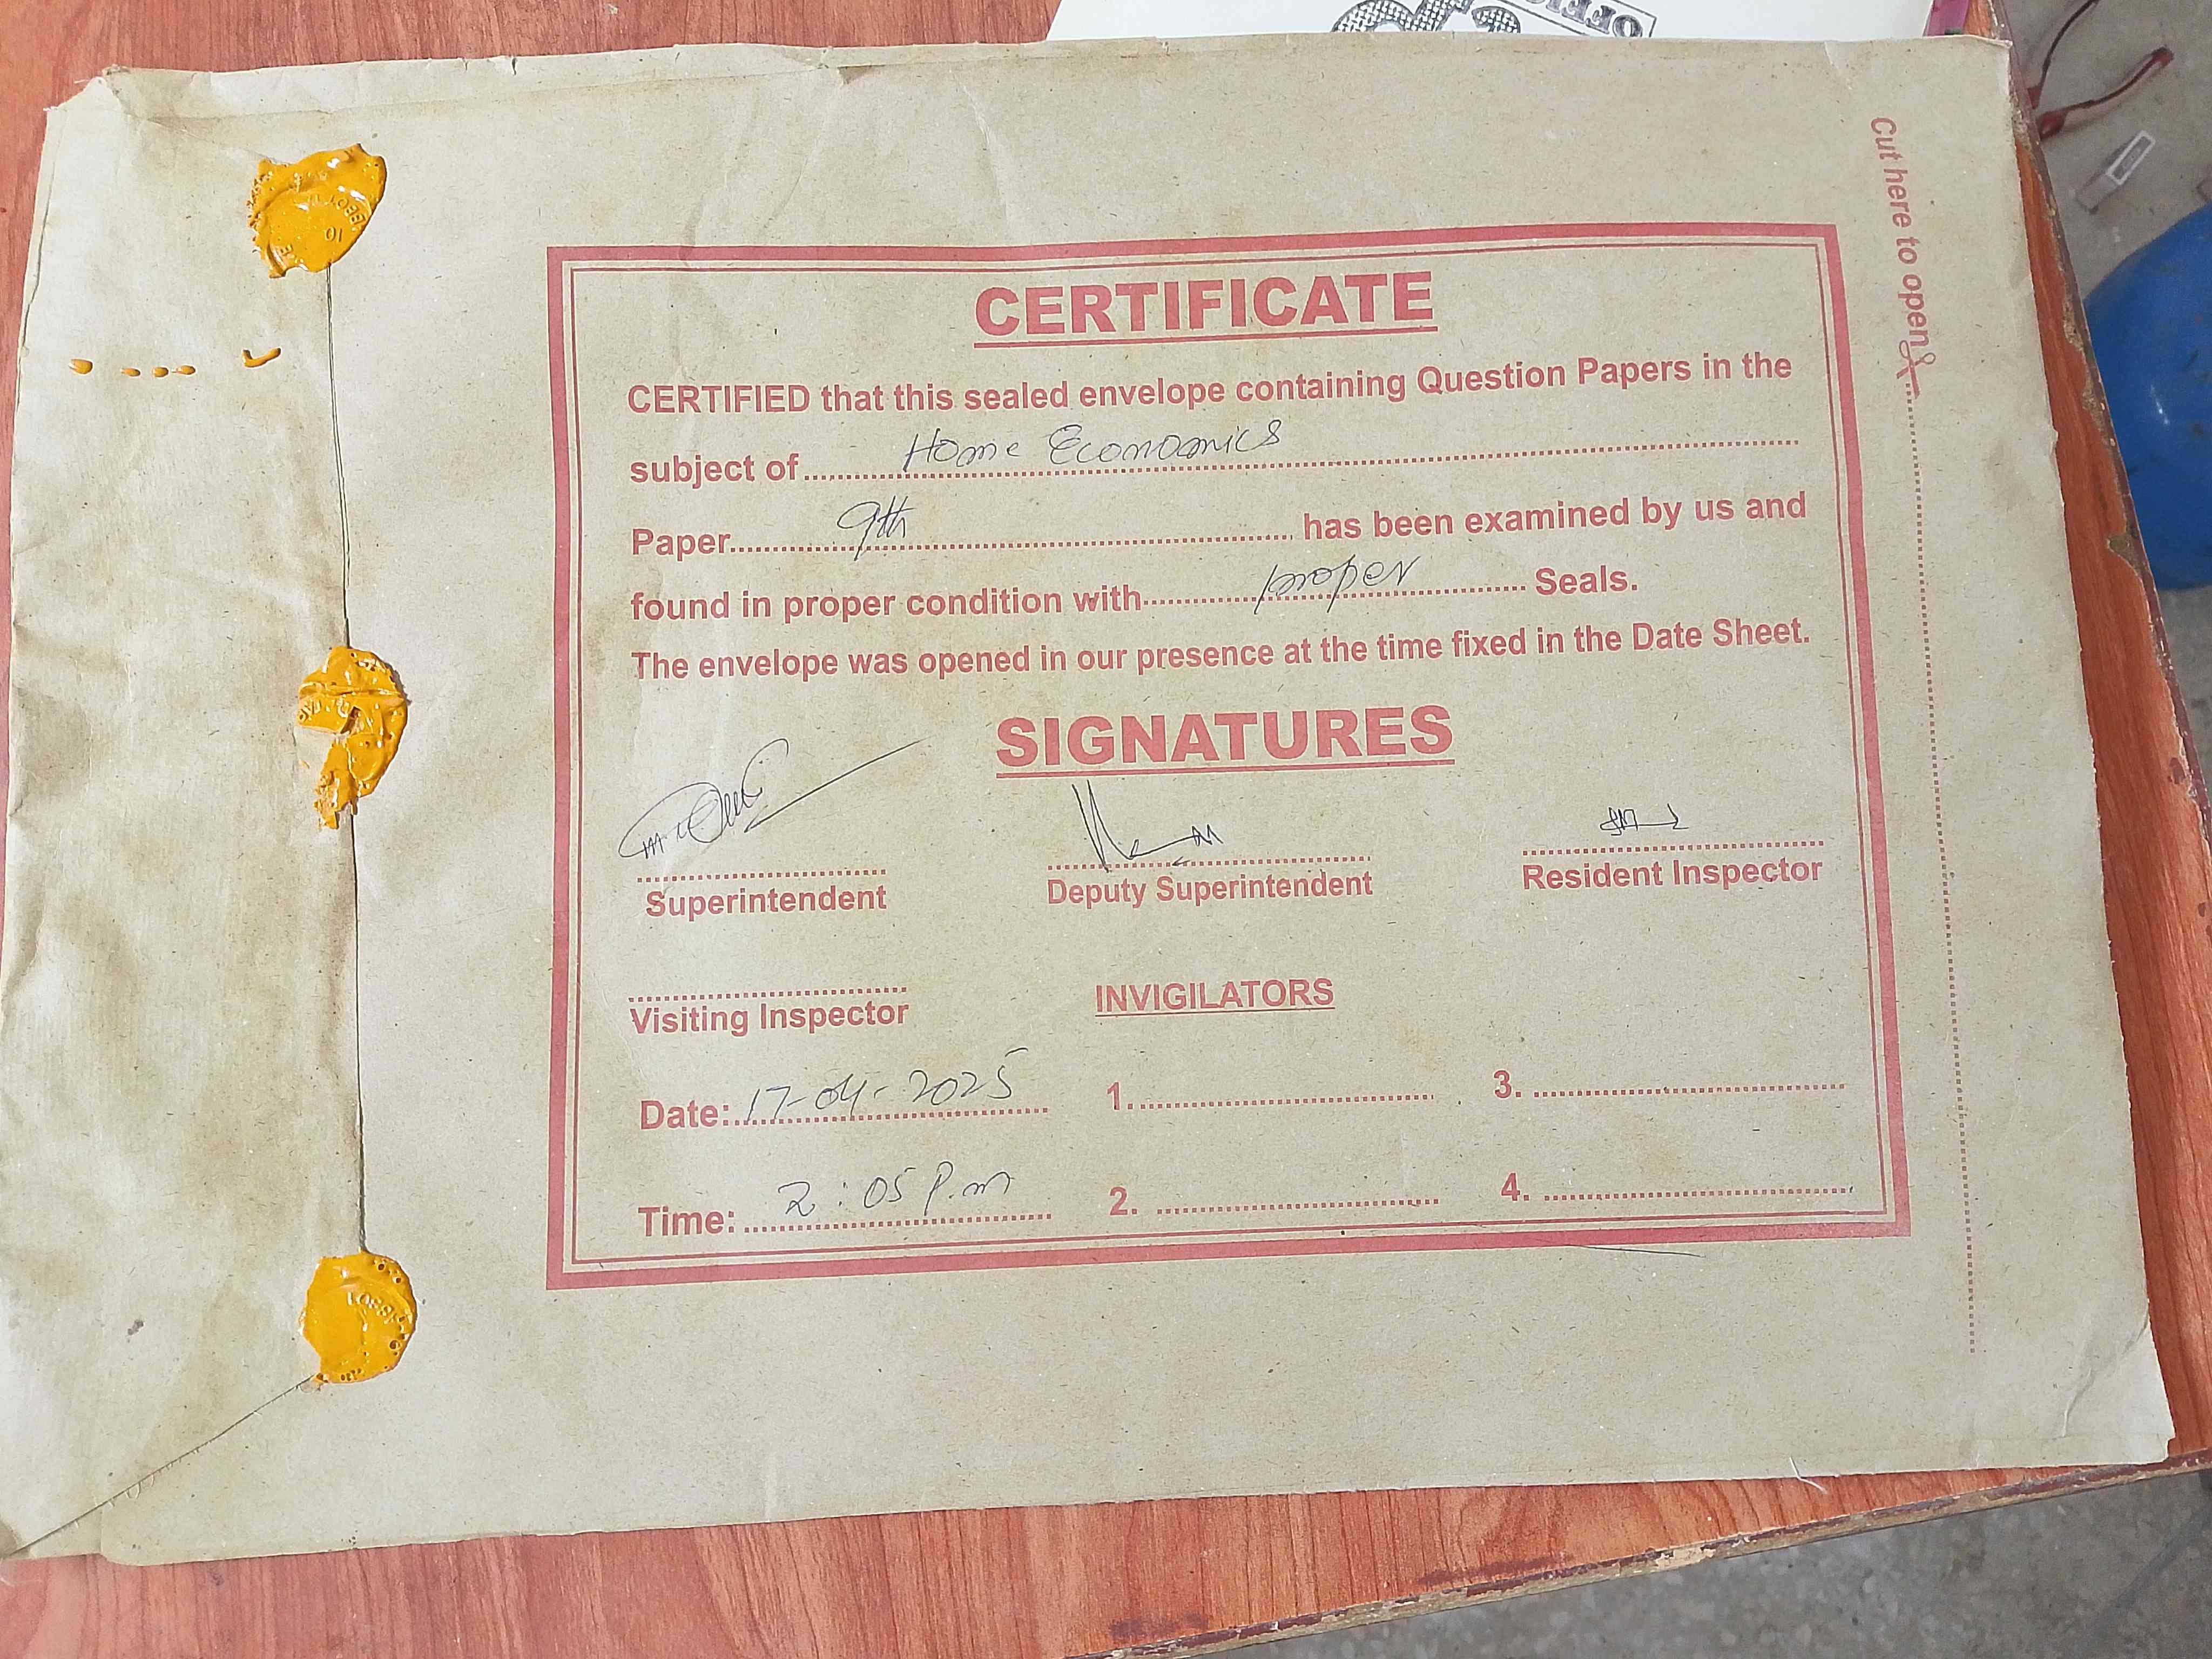 OFFIC
Cut here to open
CERTIFICATE
CERTIFIED that this sealed envelope containing Question Papers in the
subject of Home Economics
Paper 9th has been examined by us and
found in proper condition with proper Seals.
The envelope was opened in our presence at the time fixed in the Date Sheet.
SIGNATURES
Superintendent Deputy Superintendent Resident Inspector
Visiting Inspector INVIGILATORS
Date: 17-04-2025 1. 3.
Time: 2:05 P.m 2. 4.